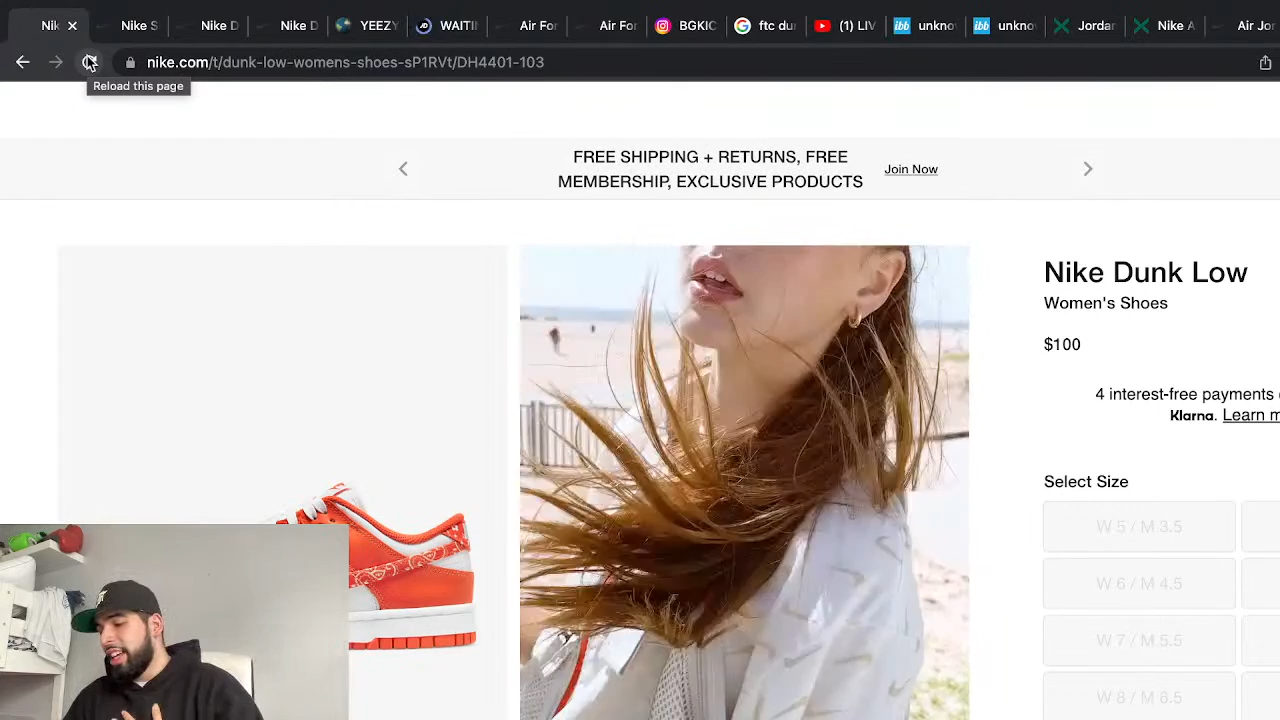 Nik
Nike S
Nike D
Nike D
YEEZY
WAITI
Air For
Air For
BGKIC
ftc dur
(1) LIV
unkno
unkno
Jordar
Nike A
Air Jor
nike.com/t/dunk-low-womens-shoes-sP1RVt/DH4401-103
Reload this page
FREE SHIPPING + RETURNS, FREE
MEMBERSHIP, EXCLUSIVE PRODUCTS
Join Now
Nike Dunk Low
Women's Shoes
$100
4 interest-free payments
Klarna. Learn m
Select Size
W 5 / M 3.5
W 6 / M 4.5
W 7 / M 5.5
W 8 / M 6.5